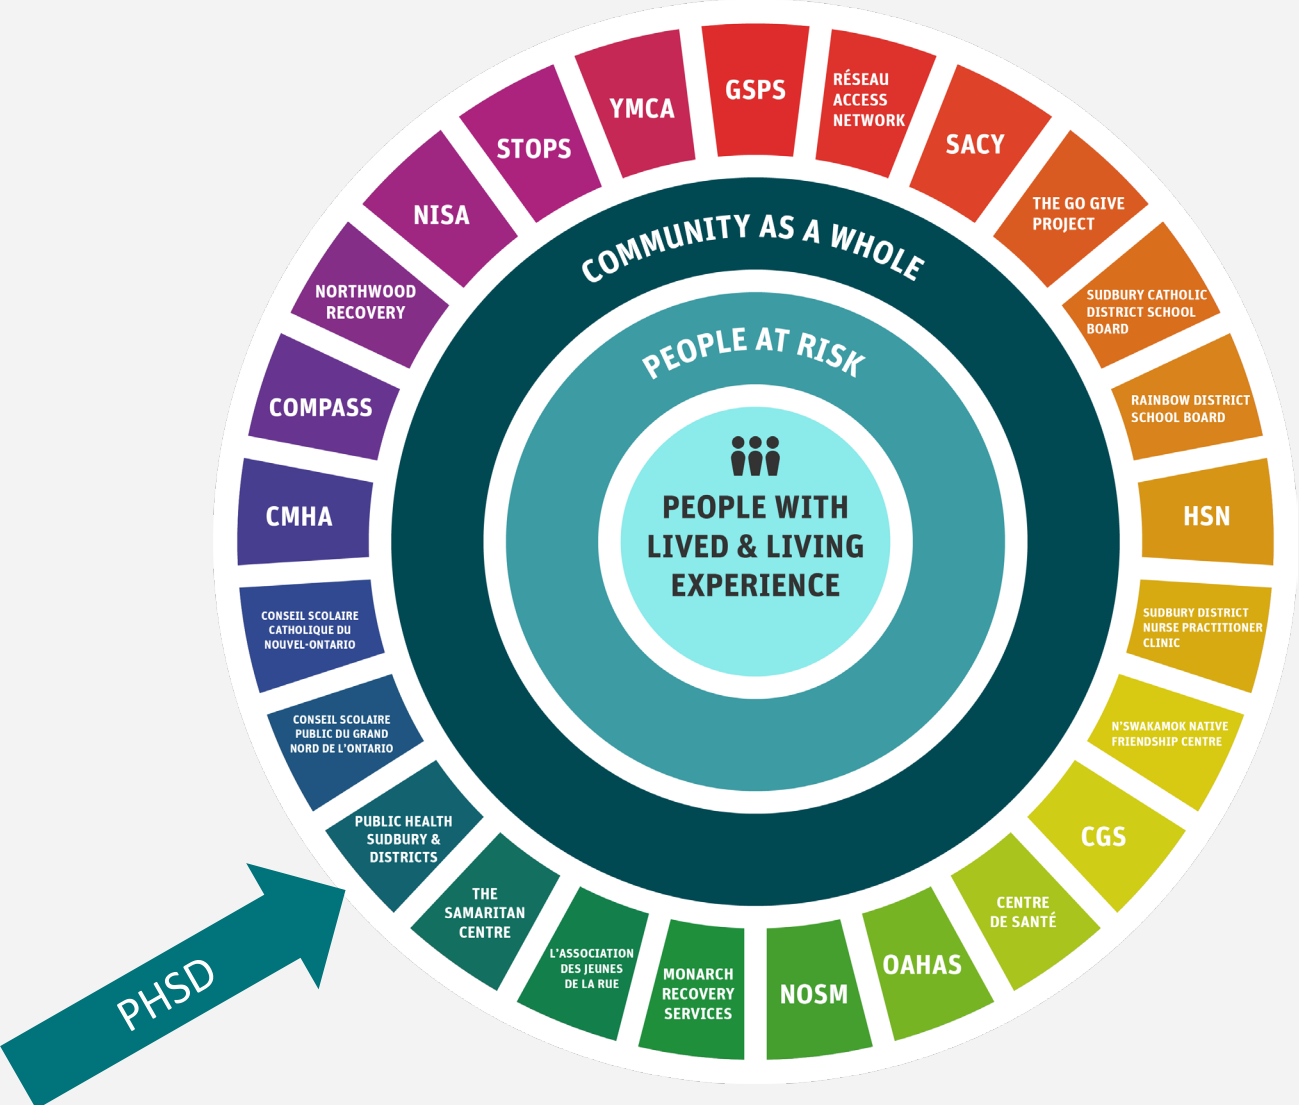 GSPS
RÉSEAU
ACCESS
NETWORK
SACY
THE GO GIVE
PROJECT
SUDBURY CATHOLIC
DISTRICT SCHOOL
BOARD
RAINBOW DISTRICT
SCHOOL BOARD
HSN
SUDBURY DISTRICT
NURSE PRACTITIONER
CLINIC
N'SWAKAMOK NATIVE
FRIENDSHIP CENTRE
CGS
CENTRE
DE SANTÉ
OAHAS
NOSM
MONARCH
RECOVERY
SERVICES
L'ASSOCIATION
DES JEUNES
DE LA RUE
THE
SAMARITAN
CENTRE
PUBLIC HEALTH
SUDBURY &
DISTRICTS
CONSEIL SCOLAIRE
PUBLIC DU GRAND
NORD DE L'ONTARIO
CONSEIL SCOLAIRE
CATHOLIQUE DU
NOUVEL-ONTARIO
CMHA
COMPASS
NORTHWOOD
RECOVERY
NISA
STOPS
YMCA
COMMUNITY AS A WHOLE
PEOPLE AT RISK
PEOPLE WITH
LIVED & LIVING
EXPERIENCE
PHSD